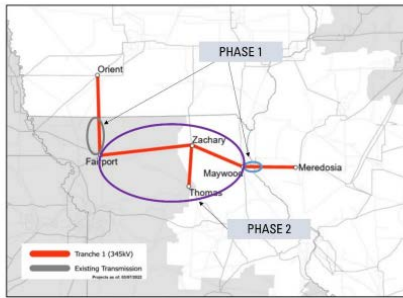 PHASE 1
Orient
Zachary
Fairport
Maywood
Meredosia
Thomas
PHASE 2
Tranche 1 (345kV)
Existing Transmission